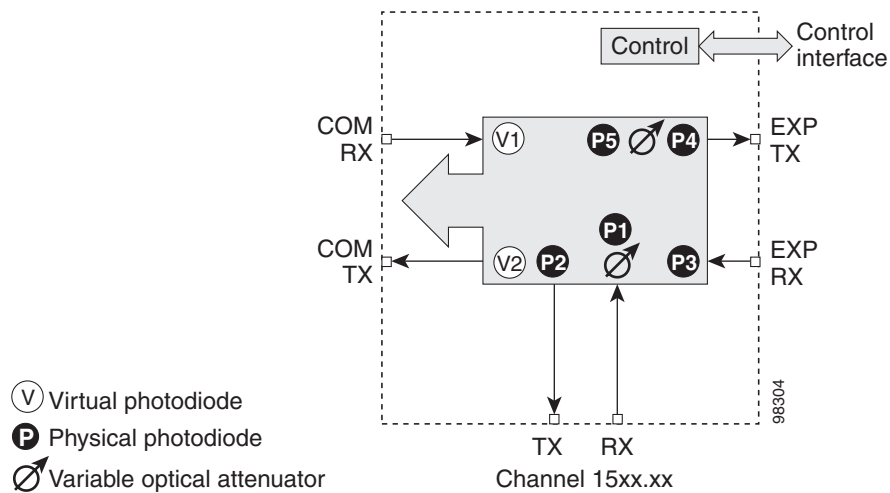 Control
Control
interface
COM
RX
V1
P5
P4
EXP
TX
P1
COM
TX
V2
P2
P3
EXP
RX
98304
V Virtual photodiode
P Physical photodiode
Variable optical attenuator
TX
RX
Channel 15xx.xx